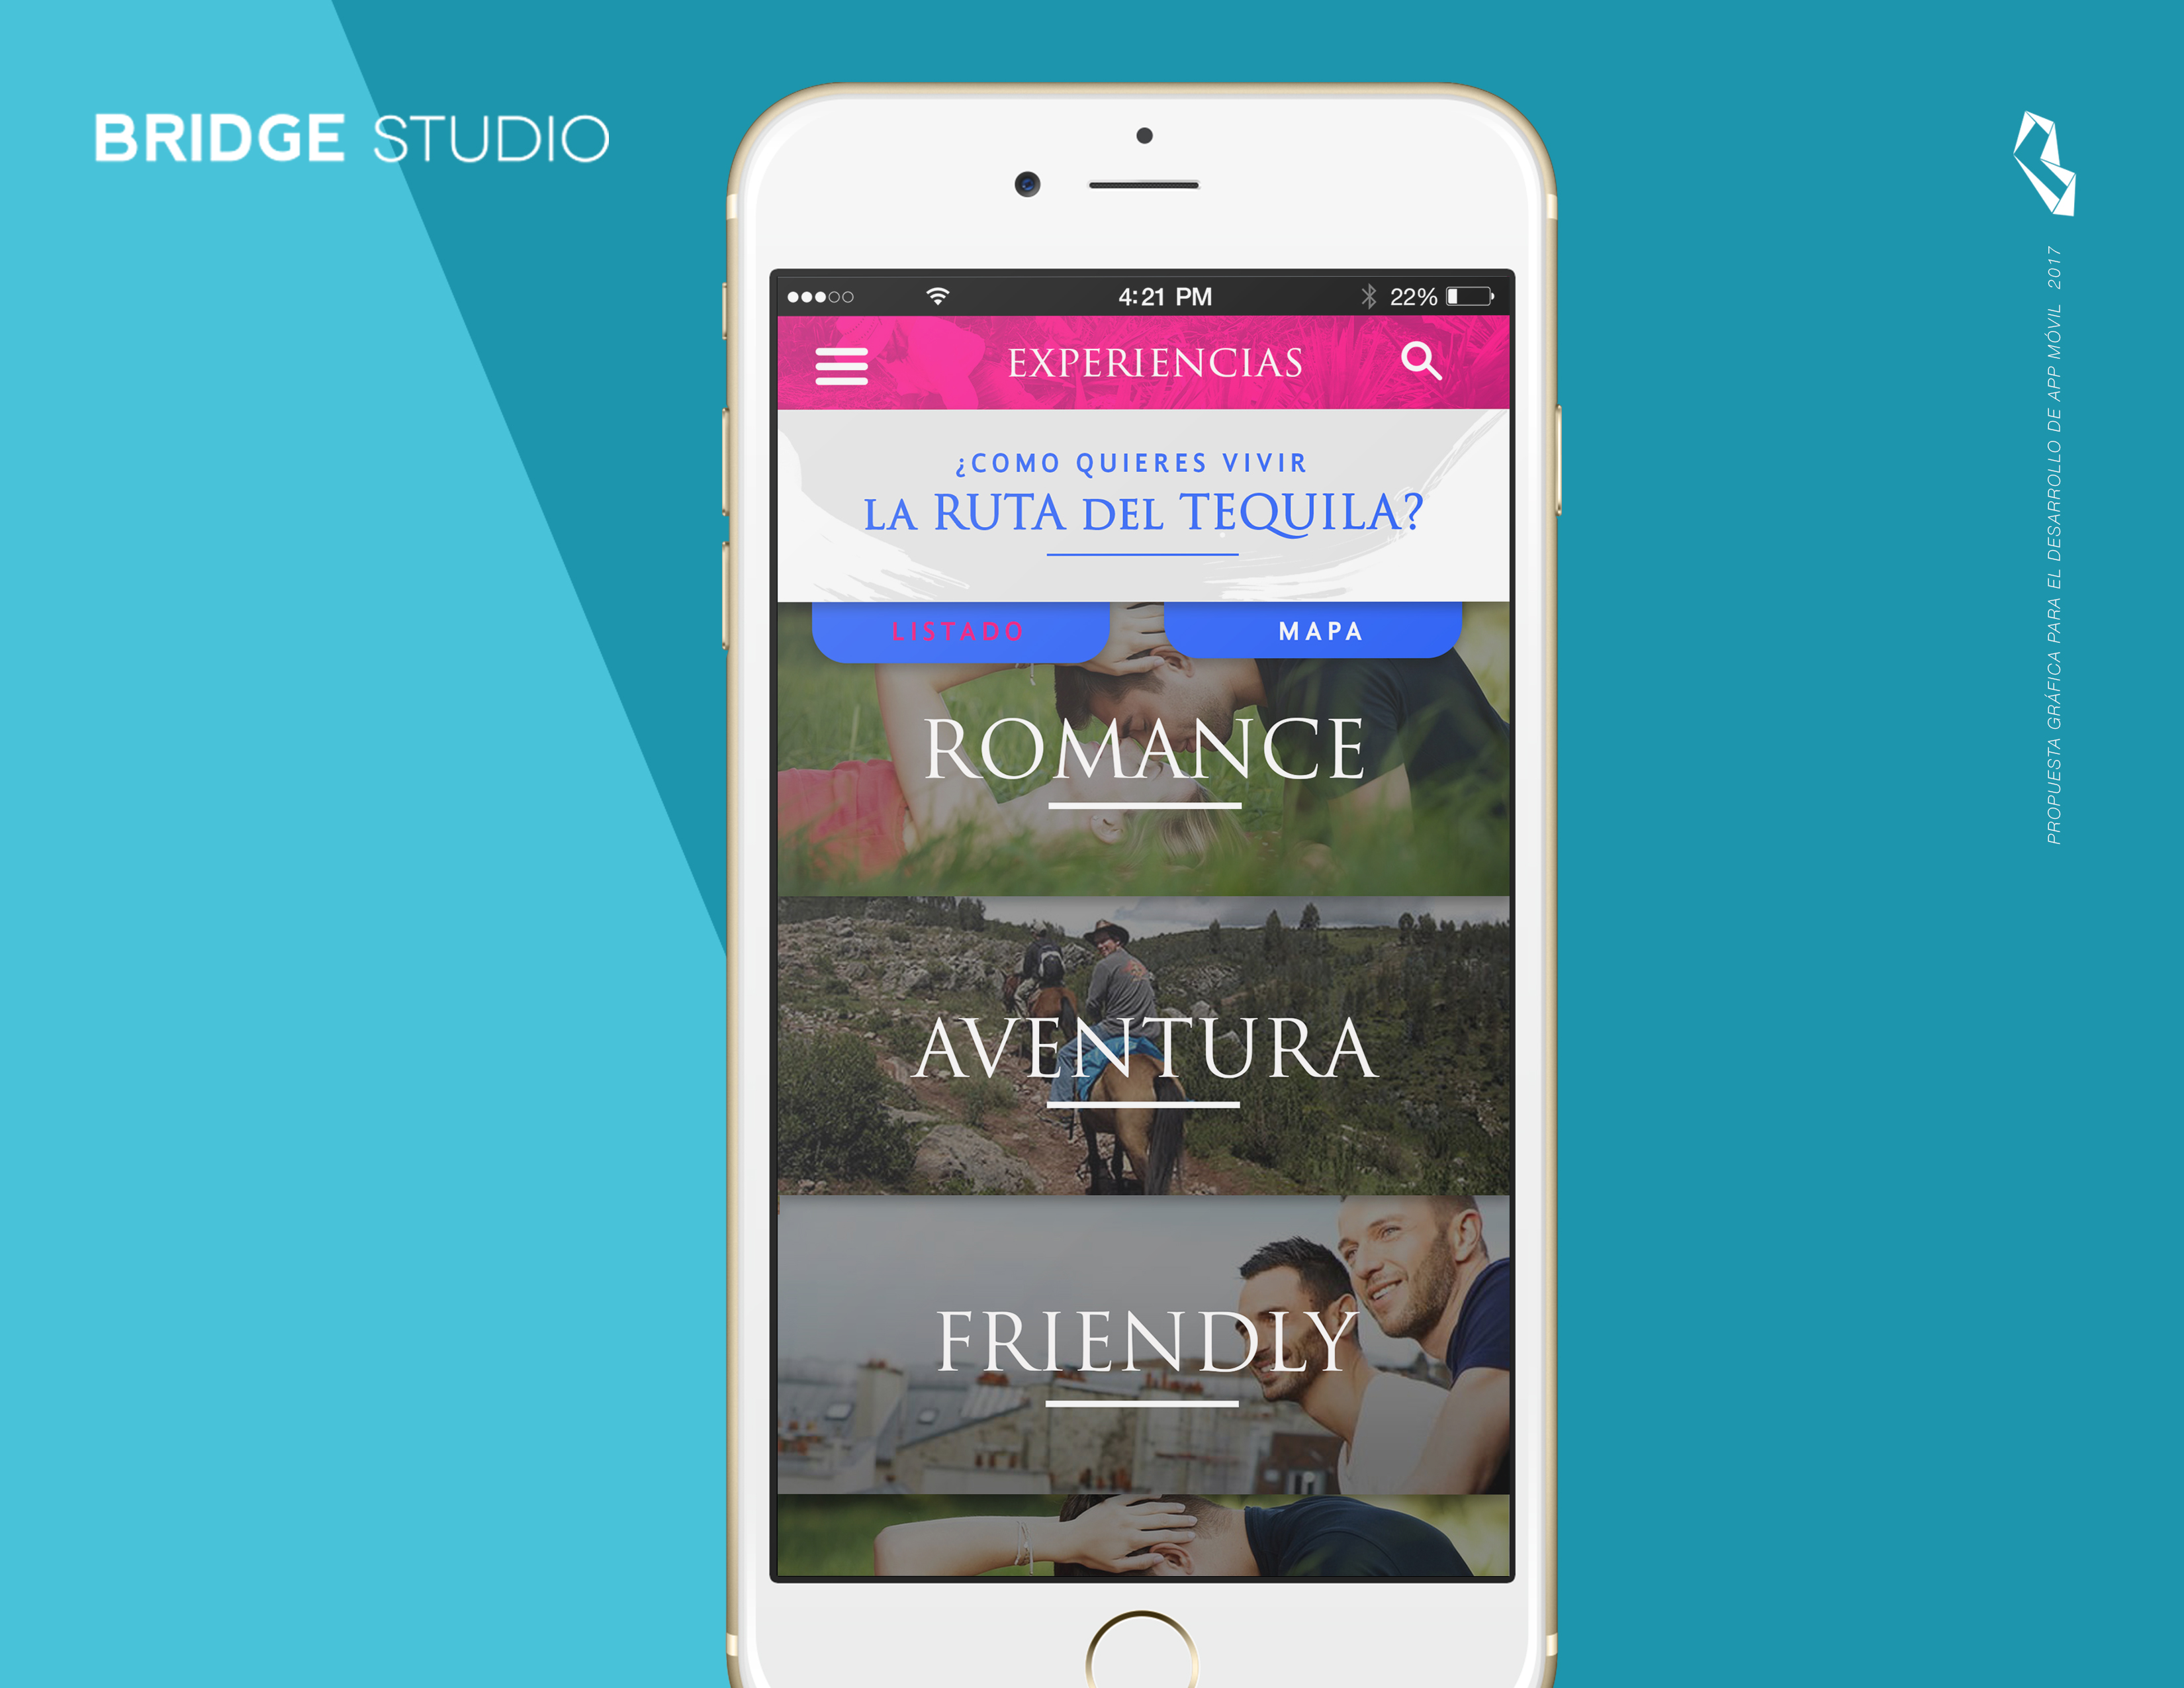 BRIDGE STUDIO
4:21 PM
22%
EXPERIENCIAS
¿COMO QUIERES VIVIR
LA RUTA DEL TEQUILA?
LISTADO
MAPA
ROMANCE
AVENTURA
FRIENDLY
PROPUESTA GRÁFICA PARA EL DESARROLLO DE APP MÓVIL 2017